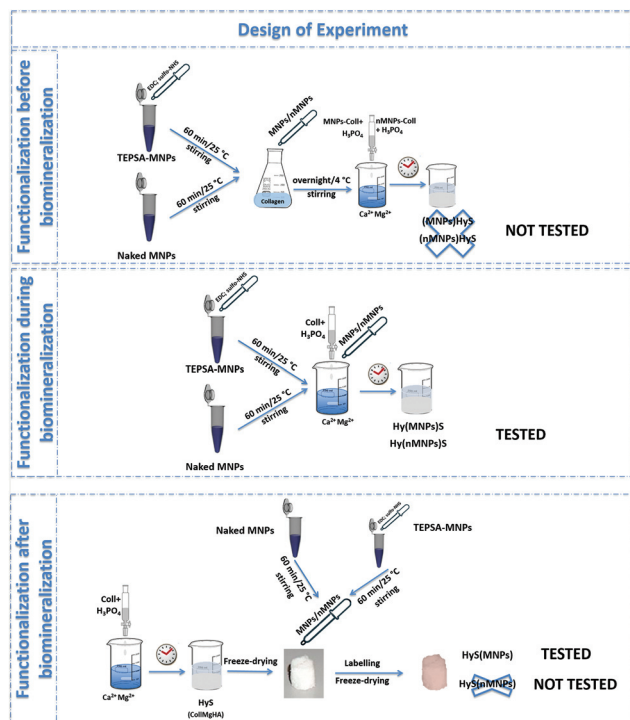 Design of Experiment
Functionalization before
biomineralization
EDC; sulfo-NHS
TEPSA-MNPs
60 min/25 °C
stirring
MNPs/nMNPs
60 min/25 °C
stirring
Naked MNPs
Collagen
overnight/4 °C
stirring
MNPs-Coll+
H₃PO₄
nMNPs-Coll
+ H₃PO₄
Ca²⁺Mg²⁺
(MNPs)HyS
(nMNPs)HyS
NOT TESTED
Functionalization during
biomineralization
EDC; sulfo-NHS
TEPSA-MNPs
60 min/25 °C
stirring
Coll+
H₃PO₄
MNPs/nMNPs
60 min/25 °C
stirring
Naked MNPs
Ca²⁺Mg²⁺
Hy(MNPs)S
Hy(nMNPs)S
TESTED
Functionalization after
biomineralization
Naked MNPs
EDC; sulfo-NHS
TEPSA-MNPs
60 min/25 °C
stirring
60 min/25 °C
stirring
MNPs/nMNPs
Coll+
H₃PO₄
Ca²⁺Mg²⁺
HyS
(CollMgHA)
Freeze-drying
Labelling
Freeze-drying
HyS(MNPs) TESTED
HyS(nMNPs) NOT TESTED